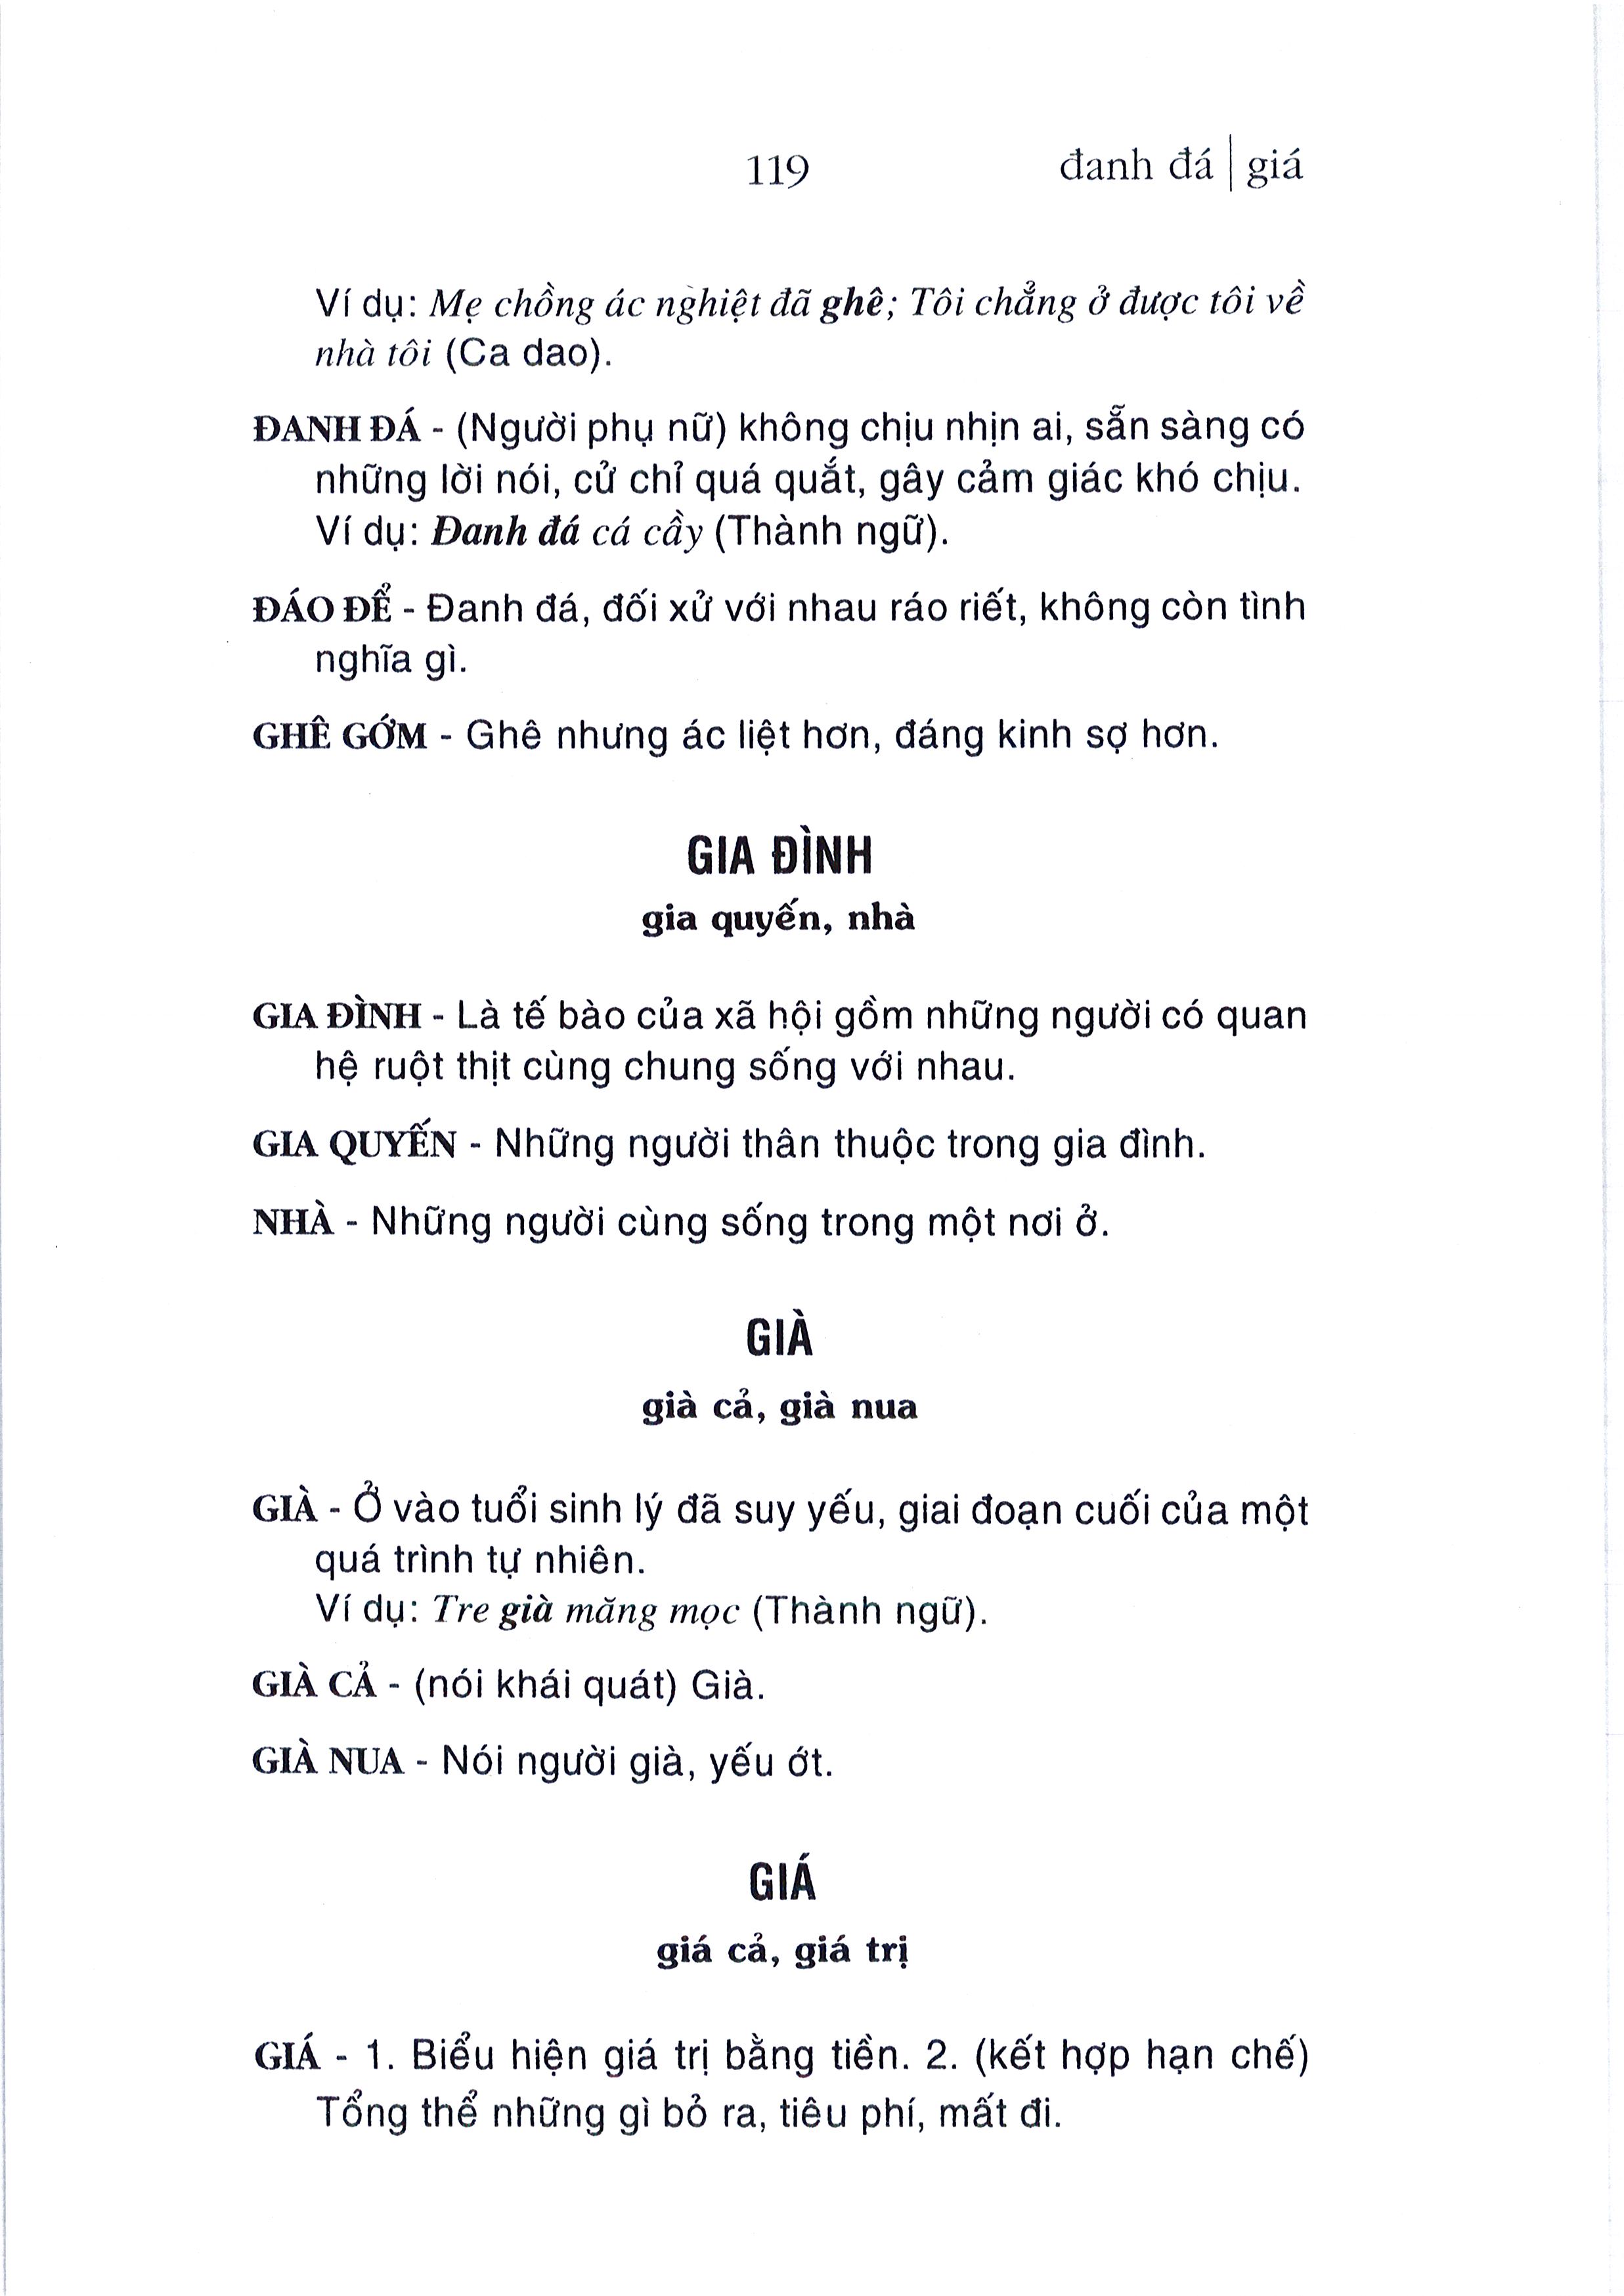 119
đanh đá | giá
Ví dụ: Mẹ chồng ác nghiệt đã ghê; Tôi chẳng ở được tôi về
nhà tôi (Ca dao).
ĐANH ĐÁ - (Người phụ nữ) không chịu nhịn ai, sẵn sàng có
những lời nói, cử chỉ quá quắt, gây cảm giác khó chịu.
Ví dụ: Đanh đá cá cầy (Thành ngữ).
ĐÁO ĐỂ - Đanh đá, đối xử với nhau ráo riết, không còn tình
nghĩa gì.
GHÊ GỚM - Ghê nhưng ác liệt hơn, đáng kinh sợ hơn.
GIA ĐÌNH
gia quyến, nhà
GIA ĐÌNH - Là tế bào của xã hội gồm những người có quan
hệ ruột thịt cùng chung sống với nhau.
GIA QUYẾN - Những người thân thuộc trong gia đình.
NHÀ - Những người cùng sống trong một nơi ở.
GIÀ
già cả, già nua
GIÀ - Ở vào tuổi sinh lý đã suy yếu, giai đoạn cuối của một
quá trình tự nhiên.
Ví dụ: Tre già măng mọc (Thành ngữ).
GIÀ CẢ - (nói khái quát) Già.
GIÀ NUA - Nói người già, yếu ớt.
GIÁ
giá cả, giá trị
GIÁ - 1. Biểu hiện giá trị bằng tiền. 2. (kết hợp hạn chế)
Tổng thể những gì bỏ ra, tiêu phí, mất đi.